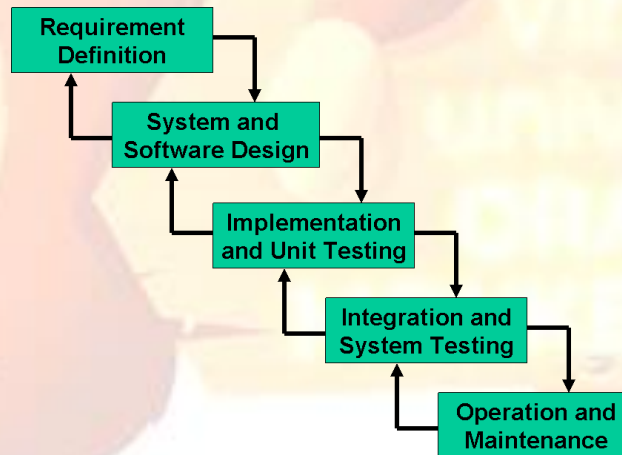 Requirement
Definition
System and
Software Design
Implementation
and Unit Testing
Integration and
System Testing
Operation and
Maintenance